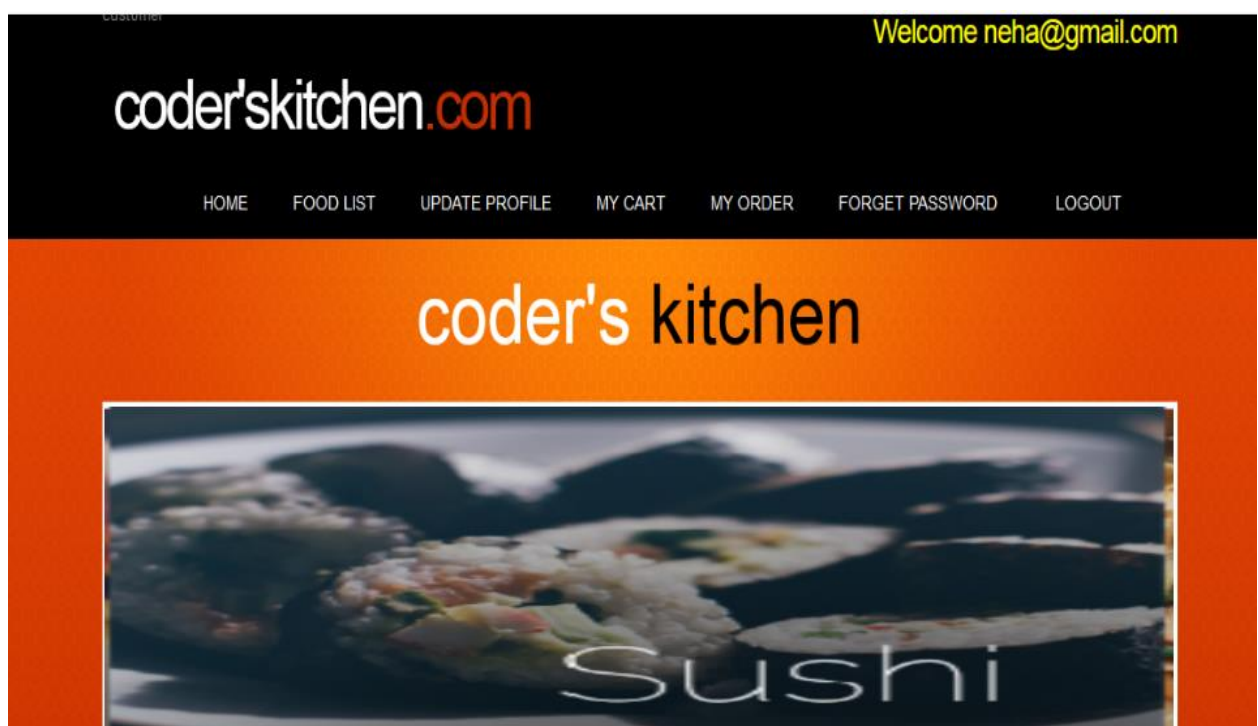 customer
Welcome neha@gmail.com
coder'skitchen.com
HOME FOOD LIST UPDATE PROFILE MY CART MY ORDER FORGET PASSWORD LOGOUT
coder's kitchen
Sushi